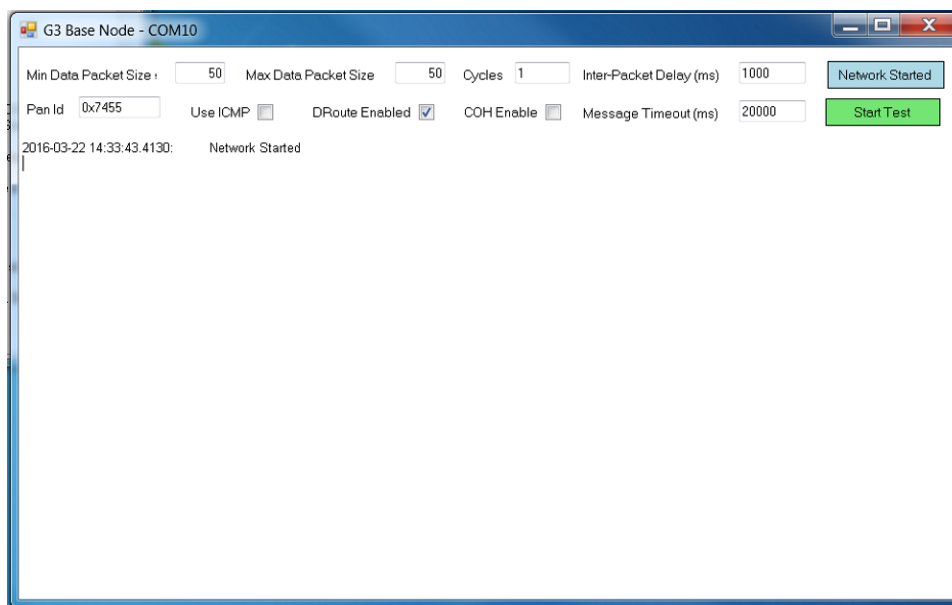 G3 Base Node - COM10
Min Data Packet Size : 50 Max Data Packet Size 50 Cycles 1 Inter-Packet Delay (ms) 1000 Network Started
Pan Id 0x7455 Use ICMP DRoute Enabled COH Enable Message Timeout (ms) 20000 Start Test
2016-03-22 14:33:43.4130: Network Started